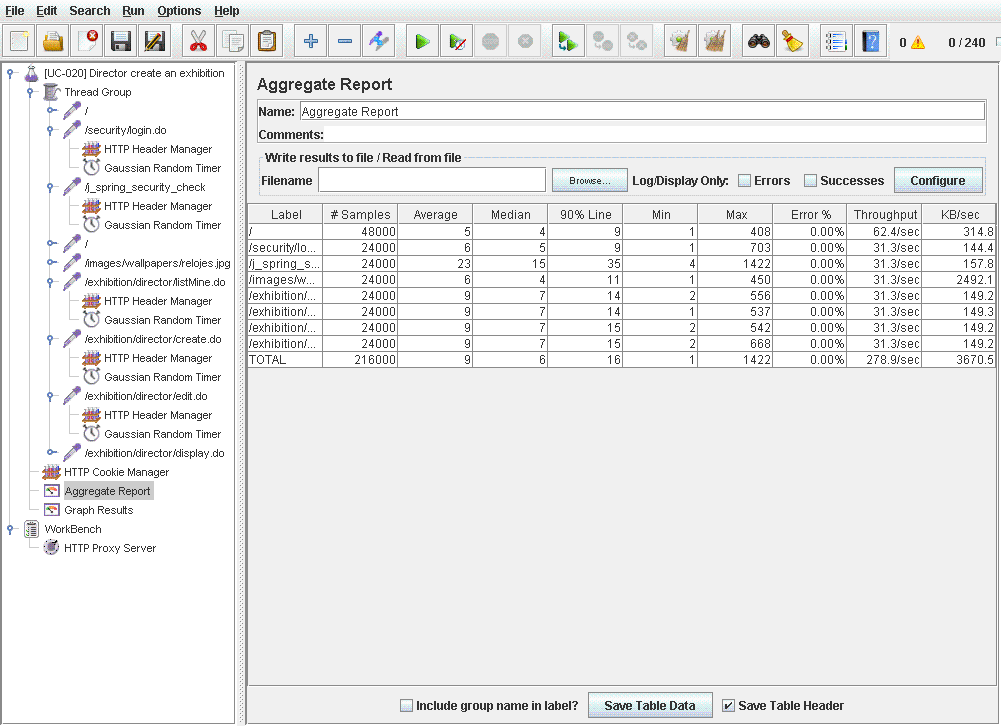 File Edit Search Run Options Help
0 0 / 240
[UC-020] Director create an exhibition
Thread Group
/
/security/login.do
HTTP Header Manager
Gaussian Random Timer
/j_spring_security_check
HTTP Header Manager
Gaussian Random Timer
/
/images/wallpapers/relojes.jpg
/exhibition/director/listMine.do
HTTP Header Manager
Gaussian Random Timer
/exhibition/director/create.do
HTTP Header Manager
Gaussian Random Timer
/exhibition/director/edit.do
HTTP Header Manager
Gaussian Random Timer
/exhibition/director/display.do
HTTP Cookie Manager
Aggregate Report
Graph Results
WorkBench
HTTP Proxy Server
Aggregate Report
Name: Aggregate Report
Comments:
Write results to file / Read from file
Filename Browse... Log/Display Only: Errors Successes Configure
Label # Samples Average Median 90% Line Min Max Error % Throughput KB/sec
/ 48000 5 4 9 1 408 0.00% 62.4/sec 314.8
/security/lo... 24000 6 5 9 1 703 0.00% 31.3/sec 144.4
/j_spring_s... 24000 23 15 35 4 1422 0.00% 31.3/sec 157.8
/images/w... 24000 6 4 11 1 450 0.00% 31.3/sec 2492.1
/exhibition/... 24000 9 7 14 2 556 0.00% 31.3/sec 149.2
/exhibition/... 24000 9 7 14 1 537 0.00% 31.3/sec 149.3
/exhibition/... 24000 9 7 15 2 542 0.00% 31.3/sec 149.2
/exhibition/... 24000 9 7 15 2 668 0.00% 31.3/sec 149.2
TOTAL 216000 9 6 16 1 1422 0.00% 278.9/sec 3670.5
Include group name in label? Save Table Data Save Table Header